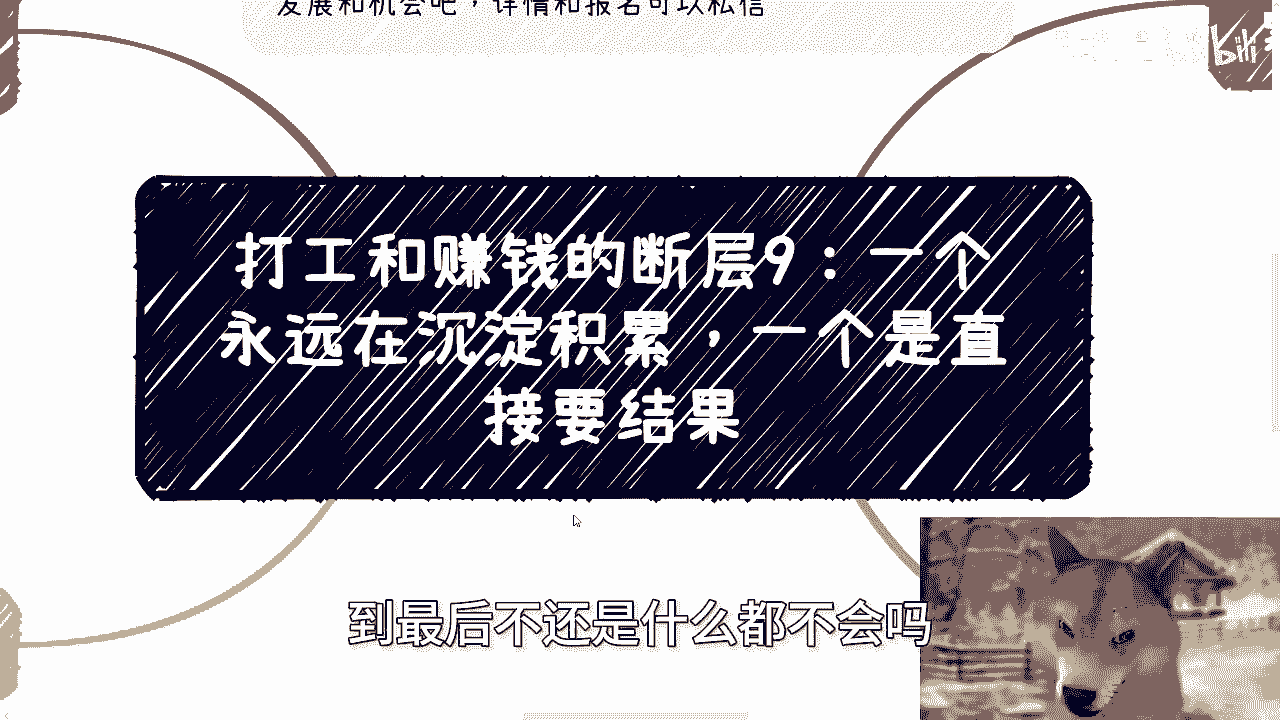 发展和机会吧，详情和报名可以私信
bili
打工和赚钱的断层9：一个
永远在沉淀积累，一个是直
接要结果
到最后不还是什么都不会吗